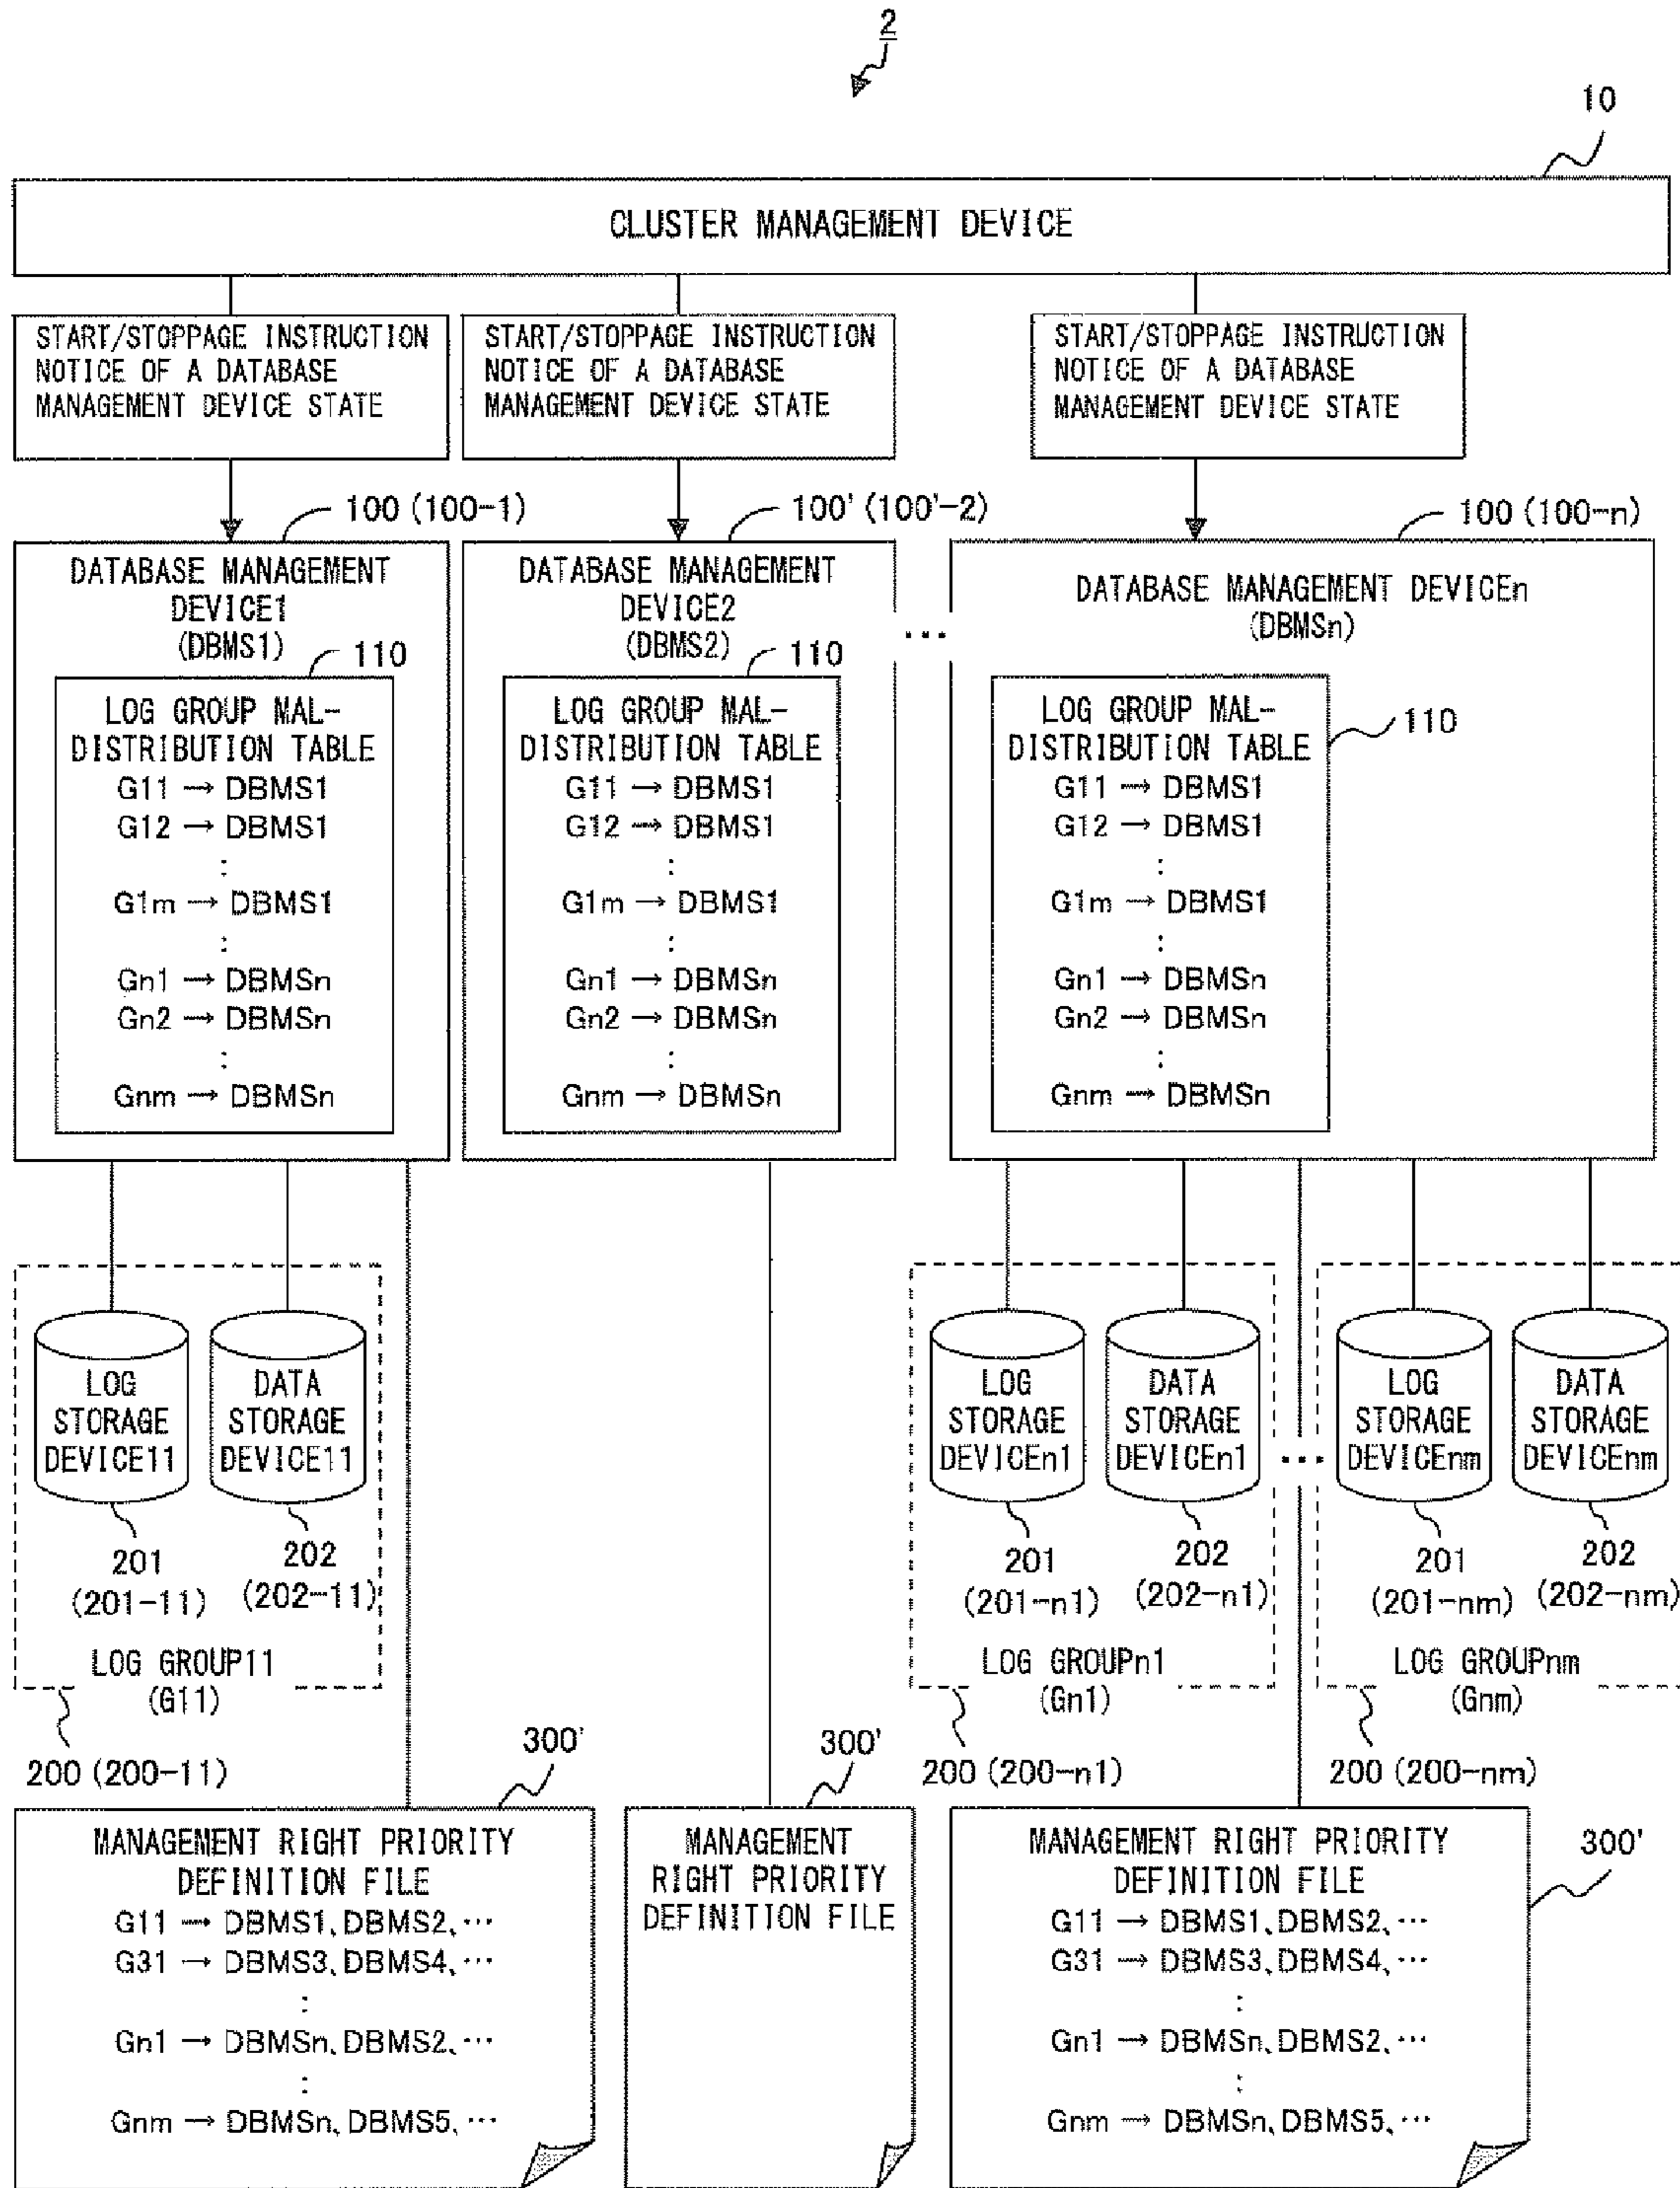 2
10
CLUSTER MANAGEMENT DEVICE
START/STOPPAGE INSTRUCTION
NOTICE OF A DATABASE
MANAGEMENT DEVICE STATE
START/STOPPAGE INSTRUCTION
NOTICE OF A DATABASE
MANAGEMENT DEVICE STATE
START/STOPPAGE INSTRUCTION
NOTICE OF A DATABASE
MANAGEMENT DEVICE STATE
100 (100-1)
100' (100'-2)
100 (100-n)
DATABASE MANAGEMENT
DEVICE1
(DBMS1)
110
LOG GROUP MAL-
DISTRIBUTION TABLE
G11 → DBMS1
G12 → DBMS1
:
G1m → DBMS1
:
Gn1 → DBMSn
Gn2 → DBMSn
:
Gnm → DBMSn
DATABASE MANAGEMENT
DEVICE2
(DBMS2)
110
LOG GROUP MAL-
DISTRIBUTION TABLE
G11 → DBMS1
G12 → DBMS1
:
G1m → DBMS1
:
Gn1 → DBMSn
Gn2 → DBMSn
:
Gnm → DBMSn
...
DATABASE MANAGEMENT DEVICEn
(DBMSn)
110
LOG GROUP MAL-
DISTRIBUTION TABLE
G11 → DBMS1
G12 → DBMS1
:
G1m → DBMS1
:
Gn1 → DBMSn
Gn2 → DBMSn
:
Gnm → DBMSn
LOG
STORAGE
DEVICE11
DATA
STORAGE
DEVICE11
201
(201-11)
202
(202-11)
LOG GROUP11
(G11)
200 (200-11)
LOG
STORAGE
DEVICEn1
DATA
STORAGE
DEVICEn1
201
(201-n1)
202
(202-n1)
LOG GROUPn1
(Gn1)
200 (200-n1)
...
LOG
STORAGE
DEVICEnm
DATA
STORAGE
DEVICEnm
201
(201-nm)
202
(202-nm)
LOG GROUPnm
(Gnm)
200 (200-nm)
300'
MANAGEMENT RIGHT PRIORITY
DEFINITION FILE
G11 → DBMS1、DBMS2、…
G31 → DBMS3、DBMS4、…
:
Gn1 → DBMSn、DBMS2、…
:
Gnm → DBMSn、DBMS5、…
300'
MANAGEMENT
RIGHT PRIORITY
DEFINITION FILE
300'
MANAGEMENT RIGHT PRIORITY
DEFINITION FILE
G11 → DBMS1、DBMS2、…
G31 → DBMS3、DBMS4、…
:
Gn1 → DBMSn、DBMS2、…
:
Gnm → DBMSn、DBMS5、…